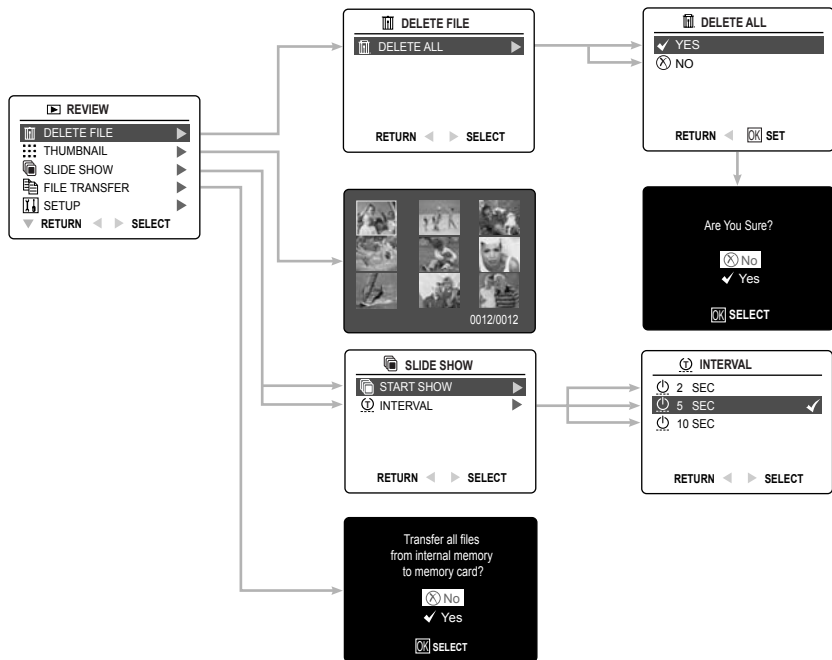 REVIEW
DELETE FILE
THUMBNAIL
SLIDE SHOW
FILE TRANSFER
SETUP
RETURN SELECT
DELETE FILE
DELETE ALL
RETURN SELECT
DELETE ALL
YES
NO
RETURN OK SET
Are You Sure?
No
Yes
OK SELECT
0012/0012
SLIDE SHOW
START SHOW
INTERVAL
RETURN SELECT
INTERVAL
2 SEC
5 SEC
10 SEC
RETURN SELECT
Transfer all files
from internal memory
to memory card?
No
Yes
OK SELECT